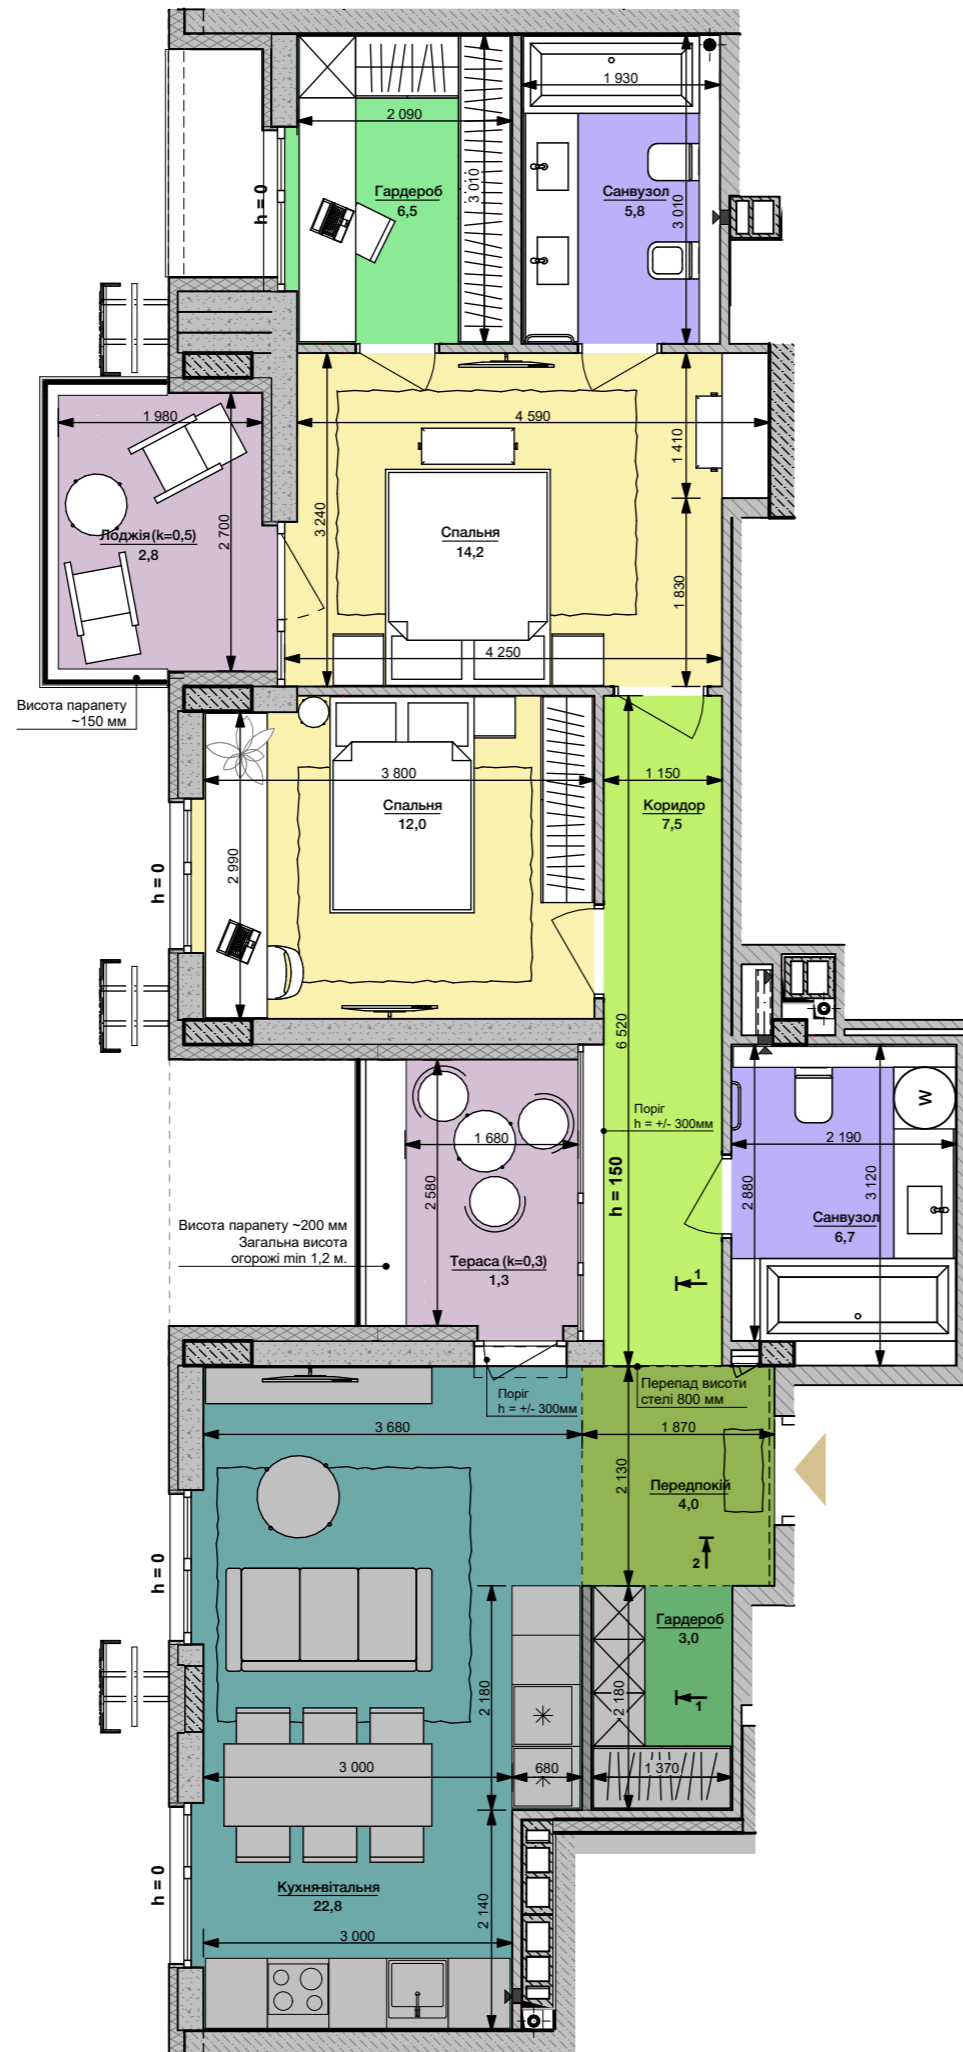 1 930
2 090
h = 0
Гардероб
6,5
3 010
Санвузол
5,8
3 010
1 980
4 590
1 410
Лоджія (k=0,5)
2,8
2 700
3 240
Спальня
14,2
1 830
4 250
Висота парапету
~150 мм
3 800
1 150
Спальня
12,0
Коридор
7,5
h = 0
2 990
6 520
Поріг
h = +/- 300мм
W
1 680
2 190
2 580
h = 150
2 880
3 120
Висота парапету ~200 мм
Загальна висота
огорожі min 1,2 м.
Санвузол
6,7
Тераса (k=0,3)
1,3
1
Перепад висоти
стелі 800 мм
Поріг
h = +/- 300мм
3 680
1 870
2 130
Передпокій
4,0
2
h = 0
Гардероб
3,0
2 180
2 180
1
3 000
680
1 370
h = 0
Кухня-вітальня
22,8
2 140
3 000